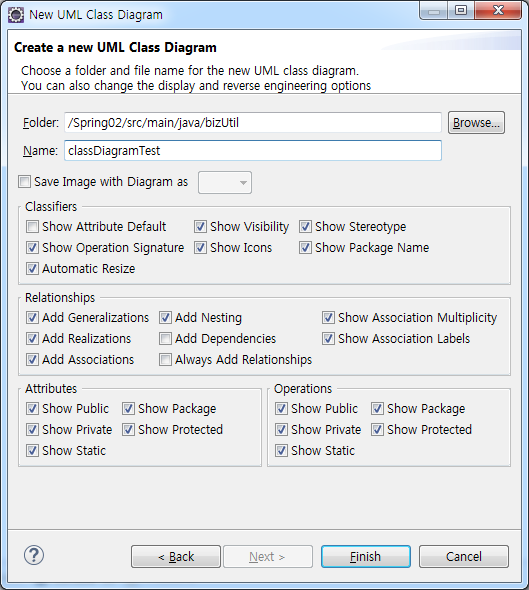 New UML Class Diagram
Create a new UML Class Diagram
Choose a folder and file name for the new UML class diagram.
You can also change the display and reverse engineering options
Folder: /Spring02/src/main/java/bizUtil Browse...
Name: classDiagramTest
Save Image with Diagram as
Classifiers
Show Attribute Default Show Visibility Show Stereotype
Show Operation Signature Show Icons Show Package Name
Automatic Resize
Relationships
Add Generalizations Add Nesting Show Association Multiplicity
Add Realizations Add Dependencies Show Association Labels
Add Associations Always Add Relationships
Attributes Operations
Show Public Show Package Show Public Show Package
Show Private Show Protected Show Private Show Protected
Show Static Show Static
? < Back Next > Finish Cancel